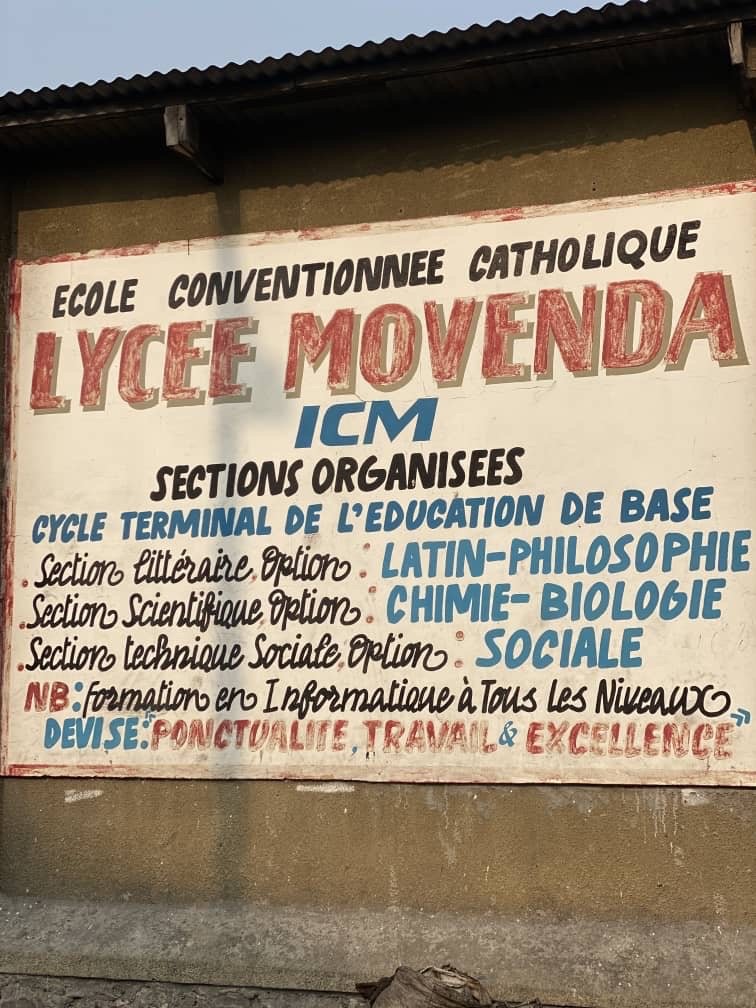 ECOLE CONVENTIONNEE CATHOLIQUE
LYCEE MOVENDA
ICM
SECTIONS ORGANISEES
CYCLE TERMINAL DE L'EDUCATION DE BASE
. Section littéraire, Option : LATIN-PHILOSOPHIE
. Section Scientifique, Option : CHIMIE-BIOLOGIE
. Section technique Sociale, Option : SOCIALE
NB: formation en Informatique à Tous Les Niveaux
DEVISE: "PONCTUALITE, TRAVAIL & EXCELLENCE"